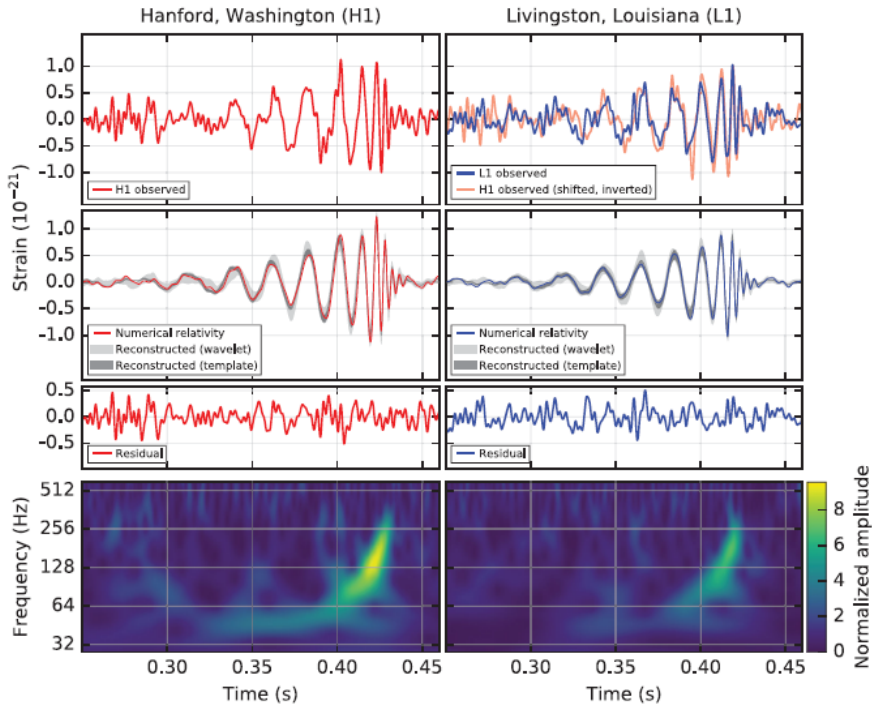 Hanford, Washington (H1)
Livingston, Louisiana (L1)
Strain (10⁻²¹)
1.0
0.5
0.0
−0.5
−1.0
H1 observed
L1 observed
H1 observed (shifted, inverted)
1.0
0.5
0.0
−0.5
−1.0
Numerical relativity
Reconstructed (wavelet)
Reconstructed (template)
Numerical relativity
Reconstructed (wavelet)
Reconstructed (template)
0.5
0.0
−0.5
Residual
Residual
Frequency (Hz)
512
256
128
64
32
Normalized amplitude
8
6
4
2
0
0.30 0.35 0.40 0.45
0.30 0.35 0.40 0.45
Time (s)
Time (s)